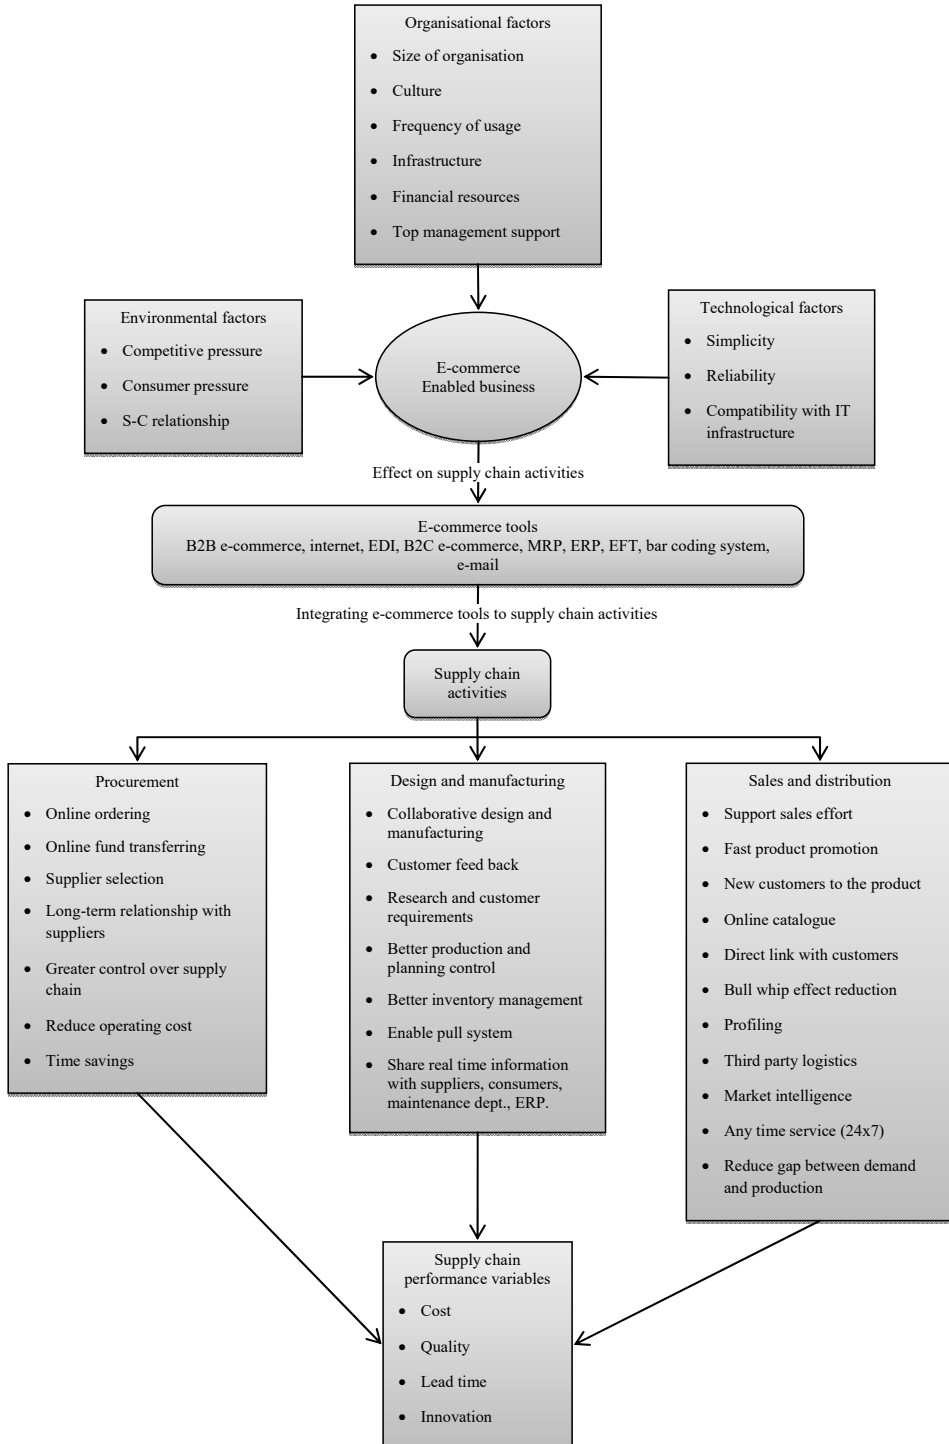 Organisational factors
• Size of organisation
• Culture
• Frequency of usage
• Infrastructure
• Financial resources
• Top management support
Environmental factors
• Competitive pressure
• Consumer pressure
• S-C relationship
E-commerce
Enabled business
Technological factors
• Simplicity
• Reliability
• Compatibility with IT
infrastructure
Effect on supply chain activities
E-commerce tools
B2B e-commerce, internet, EDI, B2C e-commerce, MRP, ERP, EFT, bar coding system,
e-mail
Integrating e-commerce tools to supply chain activities
Supply chain
activities
Procurement
• Online ordering
• Online fund transferring
• Supplier selection
• Long-term relationship with
suppliers
• Greater control over supply
chain
• Reduce operating cost
• Time savings
Design and manufacturing
• Collaborative design and
manufacturing
• Customer feed back
• Research and customer
requirements
• Better production and
planning control
• Better inventory management
• Enable pull system
• Share real time information
with suppliers, consumers,
maintenance dept., ERP.
Sales and distribution
• Support sales effort
• Fast product promotion
• New customers to the product
• Online catalogue
• Direct link with customers
• Bull whip effect reduction
• Profiling
• Third party logistics
• Market intelligence
• Any time service (24x7)
• Reduce gap between demand
and production
Supply chain
performance variables
• Cost
• Quality
• Lead time
• Innovation